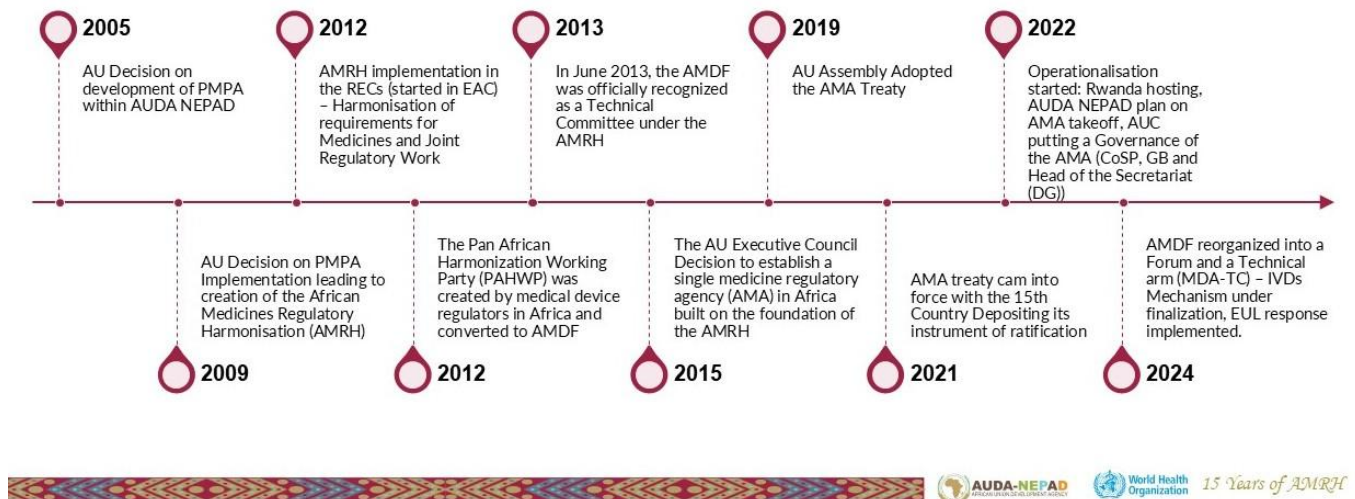 2005
AU Decision on
development of PMPA
within AUDA NEPAD
2012
AMRH implementation in
the RECs (started in EAC)
– Harmonisation of
requirements for
Medicines and Joint
Regulatory Work
2013
In June 2013, the AMDF
was officially recognized
as a Technical
Committee under the
AMRH
2019
AU Assembly Adopted
the AMA Treaty
2022
Operationalisation
started: Rwanda hosting,
AUDA NEPAD plan on
AMA takeoff, AUC
putting a Governance of
the AMA (CoSP, GB and
Head of the Secretariat
(DG))
AU Decision on PMPA
Implementation leading to
creation of the African
Medicines Regulatory
Harmonisation (AMRH)
2009
The Pan African
Harmonization Working
Party (PAHWP) was
created by medical device
regulators in Africa and
converted to AMDF
2012
The AU Executive Council
Decision to establish a
single medicine regulatory
agency (AMA) in Africa
built on the foundation of
the AMRH
2015
AMA treaty cam into
force with the 15th
Country Depositing its
instrument of ratification
2021
AMDF reorganized into a
Forum and a Technical
arm (MDA-TC) – IVDs
Mechanism under
finalization, EUL response
implemented.
2024
AUDA-NEPAD
AFRICAN UNION DEVELOPMENT AGENCY
World Health
Organization
15 Years of AMRH